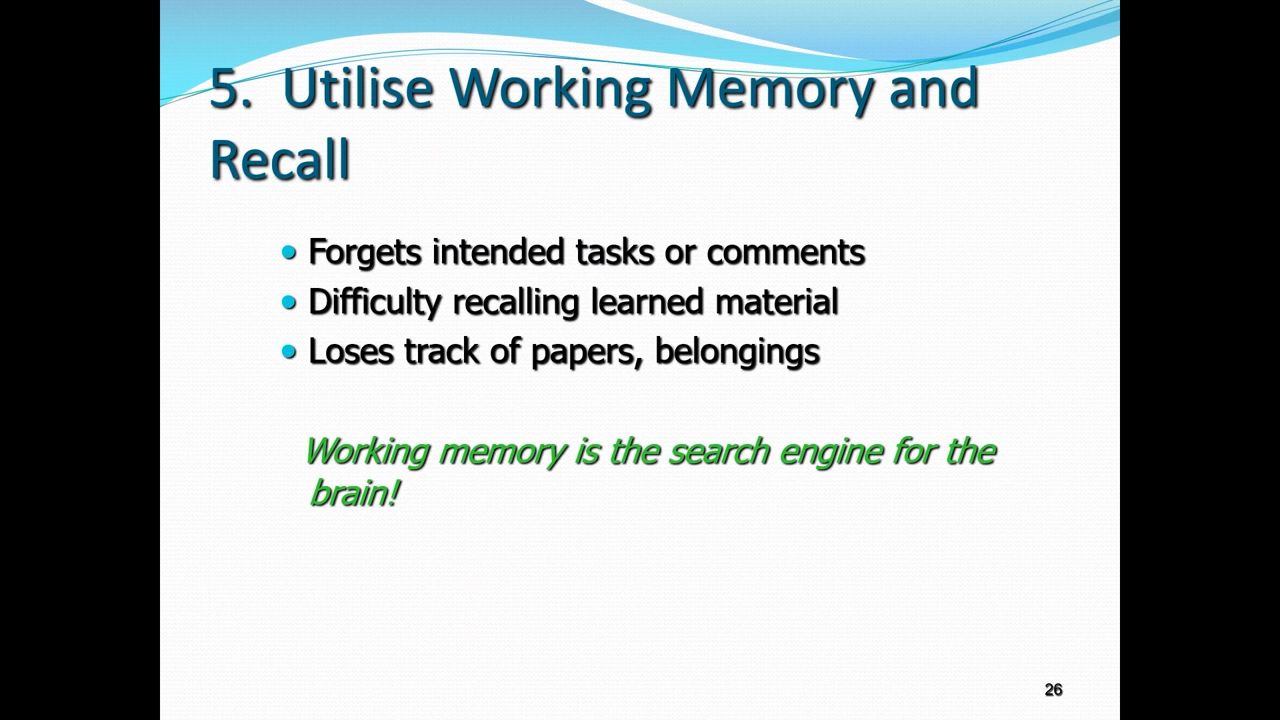 5. Utilise Working Memory and
Recall
• Forgets intended tasks or comments
• Difficulty recalling learned material
• Loses track of papers, belongings
Working memory is the search engine for the
brain!
26